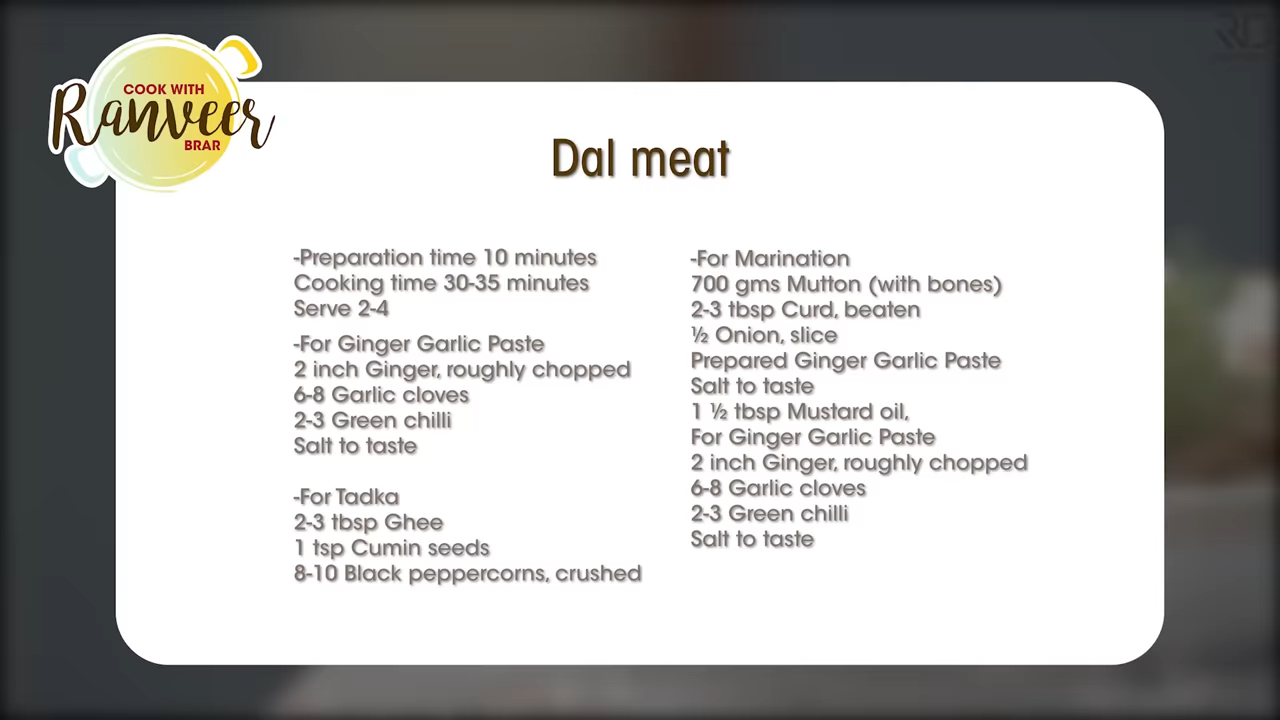 COOK WITH
Ranveer
BRAR
Dal meat
-Preparation time 10 minutes
Cooking time 30-35 minutes
Serve 2-4
-For Ginger Garlic Paste
2 inch Ginger, roughly chopped
6-8 Garlic cloves
2-3 Green chilli
Salt to taste
-For Tadka
2-3 tbsp Ghee
1 tsp Cumin seeds
8-10 Black peppercorns, crushed
-For Marination
700 gms Mutton (with bones)
2-3 tbsp Curd, beaten
½ Onion, slice
Prepared Ginger Garlic Paste
Salt to taste
1 ½ tbsp Mustard oil,
For Ginger Garlic Paste
2 inch Ginger, roughly chopped
6-8 Garlic cloves
2-3 Green chilli
Salt to taste